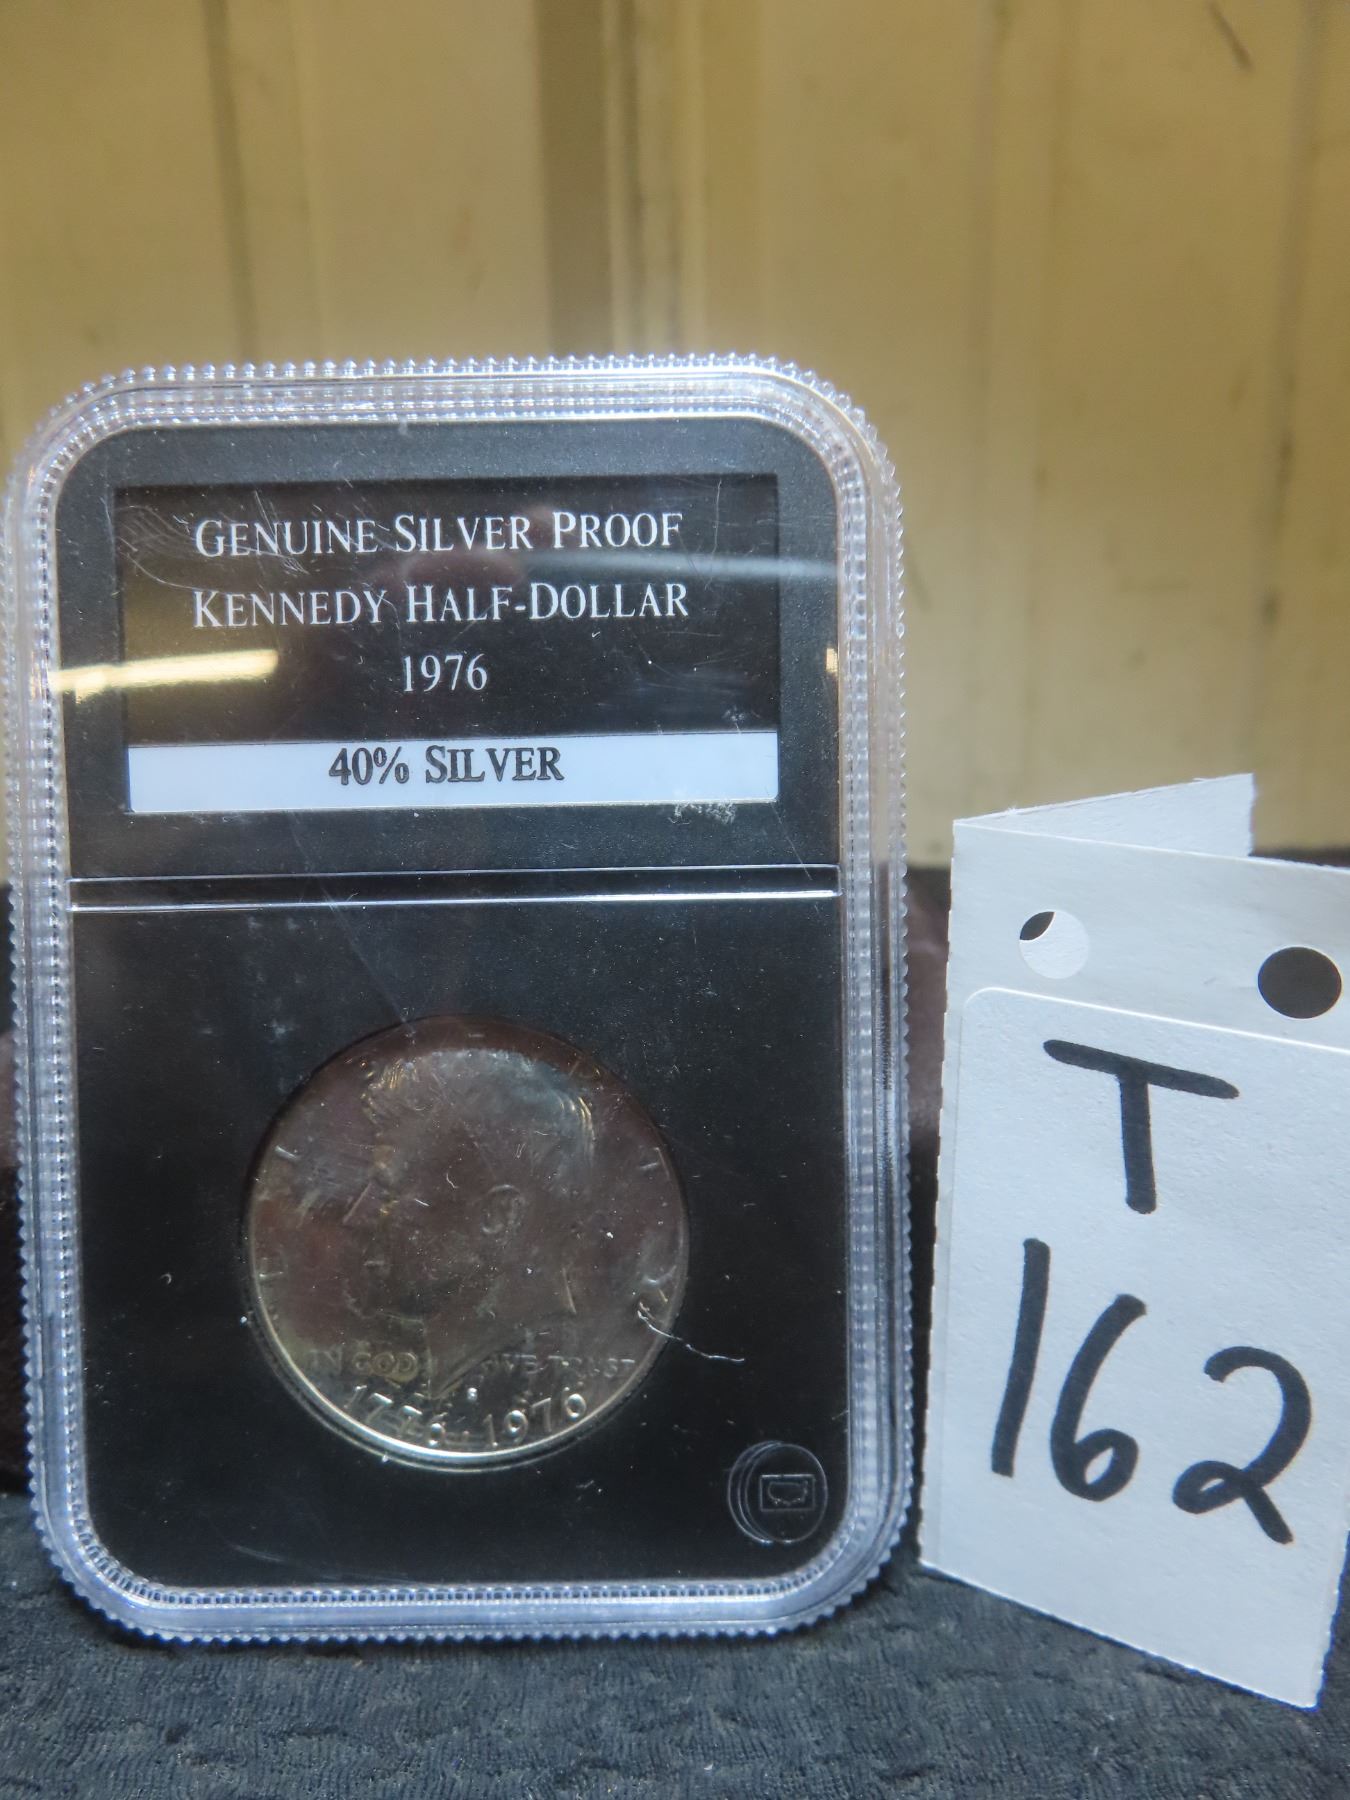 GENUINE SILVER PROOF
KENNEDY HALF-DOLLAR
1976
40% SILVER
IN GOD WE TRUST
S
1776·1976
T
162